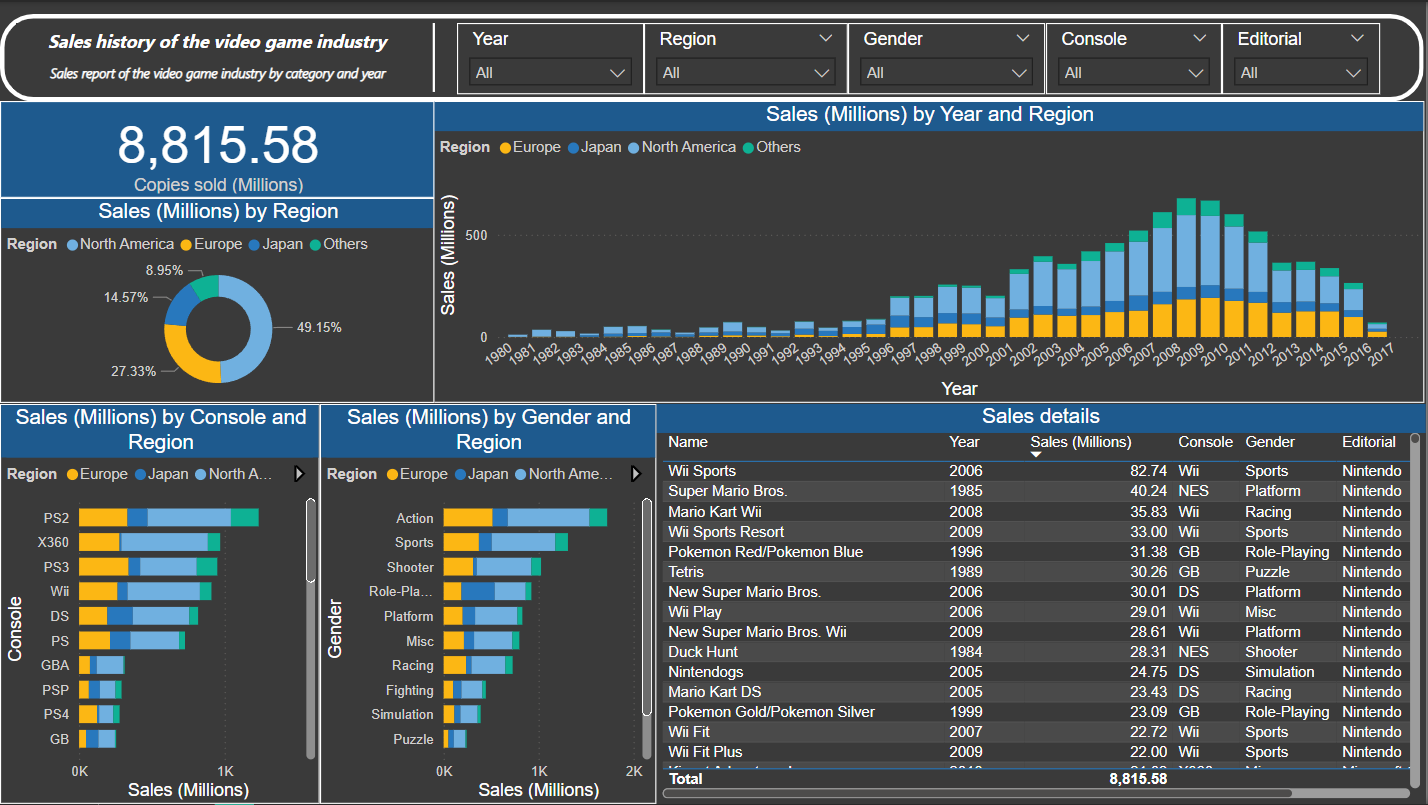 Sales history of the video game industry
Sales report of the video game industry by category and year
Year
All
Region
All
Gender
All
Console
All
Editorial
All
8,815.58
Copies sold (Millions)
Sales (Millions) by Region
Region North America Europe Japan Others
8.95%
14.57%
49.15%
27.33%
Sales (Millions) by Year and Region
Region Europe Japan North America Others
Sales (Millions)
500
0
1980 1981 1982 1983 1984 1985 1986 1987 1988 1989 1990 1991 1992 1993 1994 1995 1996 1997 1998 1999 2000 2001 2002 2003 2004 2005 2006 2007 2008 2009 2010 2011 2012 2013 2014 2015 2016 2017
Year
Sales (Millions) by Console and
Region
Region Europe Japan North A...
Console
PS2
X360
PS3
Wii
DS
PS
GBA
PSP
PS4
GB
0K 1K
Sales (Millions)
Sales (Millions) by Gender and
Region
Region Europe Japan North Ame...
Gender
Action
Sports
Shooter
Role-Pla...
Platform
Misc
Racing
Fighting
Simulation
Puzzle
0K 1K 2K
Sales (Millions)
Sales details
Name Year Sales (Millions) Console Gender Editorial
Wii Sports 2006 82.74 Wii Sports Nintendo
Super Mario Bros. 1985 40.24 NES Platform Nintendo
Mario Kart Wii 2008 35.83 Wii Racing Nintendo
Wii Sports Resort 2009 33.00 Wii Sports Nintendo
Pokemon Red/Pokemon Blue 1996 31.38 GB Role-Playing Nintendo
Tetris 1989 30.26 GB Puzzle Nintendo
New Super Mario Bros. 2006 30.01 DS Platform Nintendo
Wii Play 2006 29.01 Wii Misc Nintendo
New Super Mario Bros. Wii 2009 28.61 Wii Platform Nintendo
Duck Hunt 1984 28.31 NES Shooter Nintendo
Nintendogs 2005 24.75 DS Simulation Nintendo
Mario Kart DS 2005 23.43 DS Racing Nintendo
Pokemon Gold/Pokemon Silver 1999 23.09 GB Role-Playing Nintendo
Wii Fit 2007 22.72 Wii Sports Nintendo
Wii Fit Plus 2009 22.00 Wii Sports Nintendo
Total 8,815.58